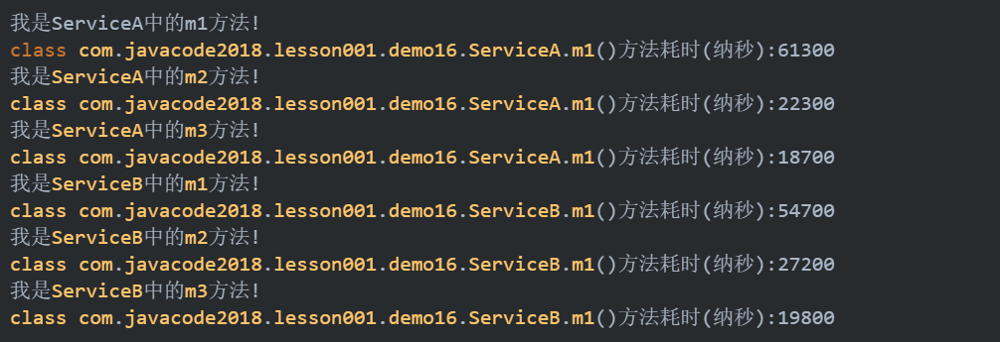 我是ServiceA中的m1方法!
class com.javacode2018.lesson001.demo16.ServiceA.m1()方法耗时(纳秒):61300
我是ServiceA中的m2方法!
class com.javacode2018.lesson001.demo16.ServiceA.m1()方法耗时(纳秒):22300
我是ServiceA中的m3方法!
class com.javacode2018.lesson001.demo16.ServiceA.m1()方法耗时(纳秒):18700
我是ServiceB中的m1方法!
class com.javacode2018.lesson001.demo16.ServiceB.m1()方法耗时(纳秒):54700
我是ServiceB中的m2方法!
class com.javacode2018.lesson001.demo16.ServiceB.m1()方法耗时(纳秒):27200
我是ServiceB中的m3方法!
class com.javacode2018.lesson001.demo16.ServiceB.m1()方法耗时(纳秒):19800